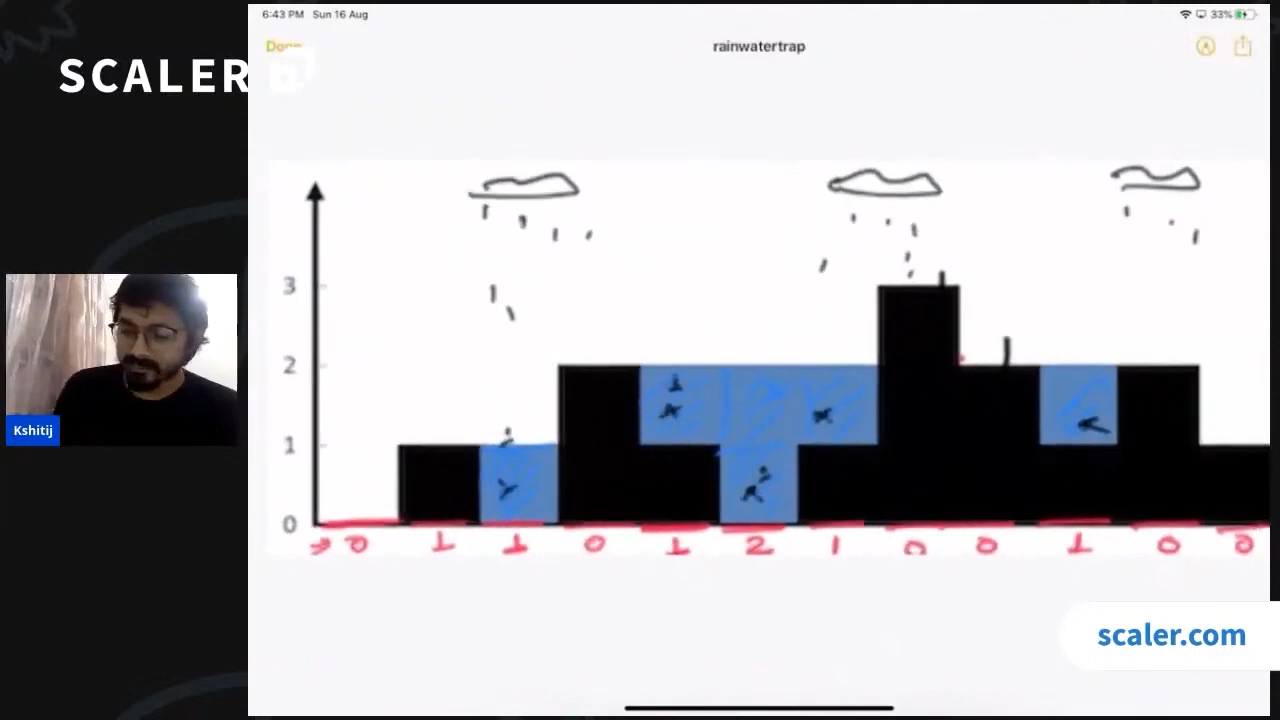 6:43 PM Sun 16 Aug
33%
SCALER
Done
rainwatertrap
3
2
1
0
0 1 1 0 1 2 1 0 0 1 0 0
Kshitij
scaler.com